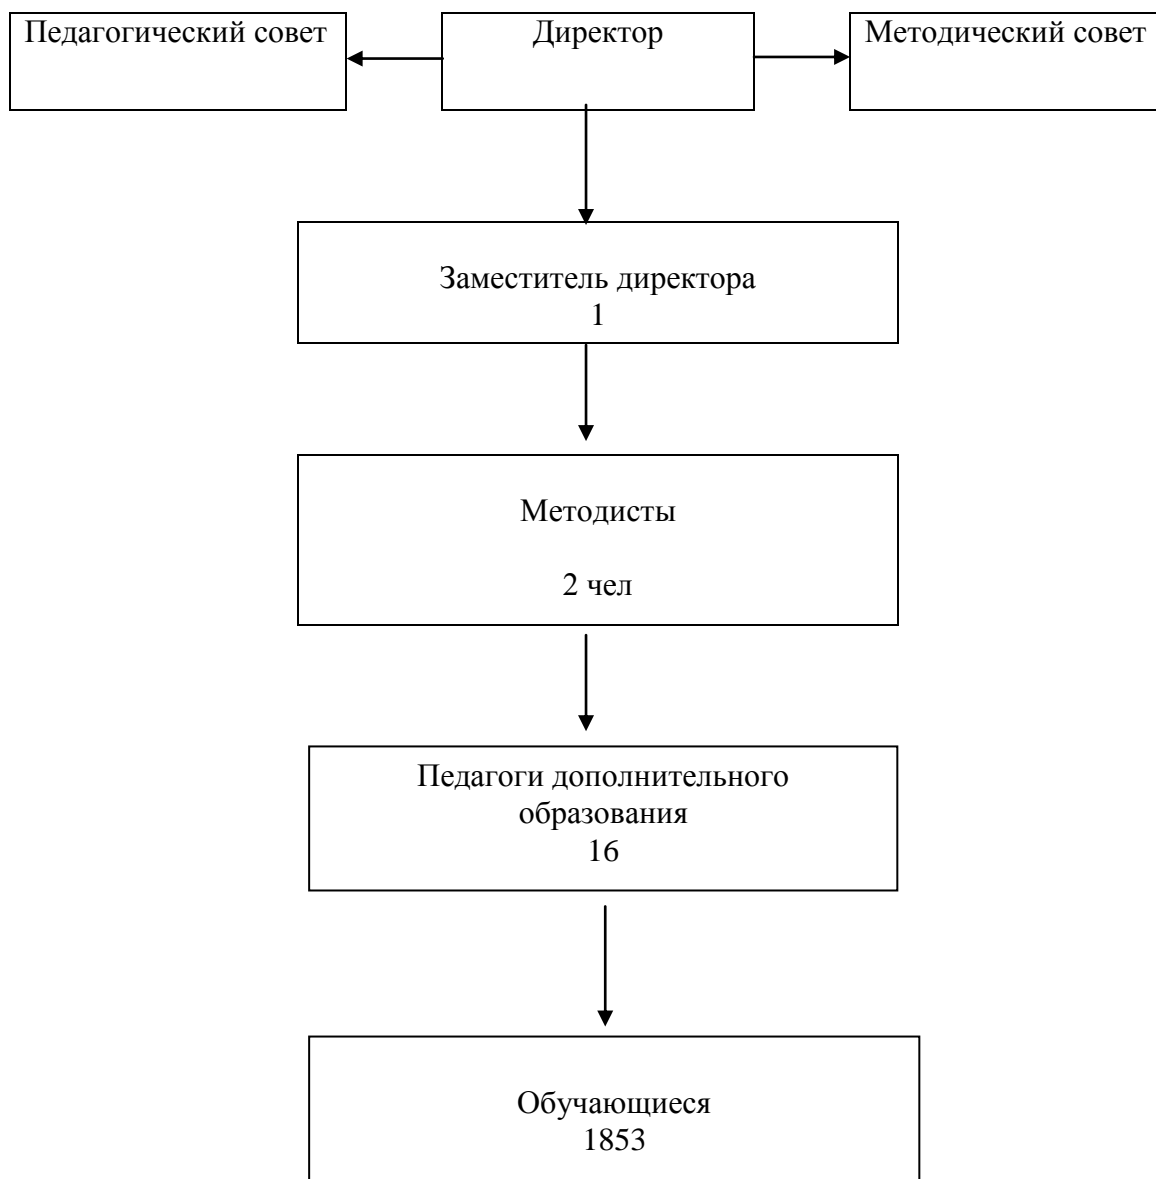 Педагогический совет
Директор
Методический совет
Заместитель директора
1
Методисты
2 чел
Педагоги дополнительного
образования
16
Обучающиеся
1853